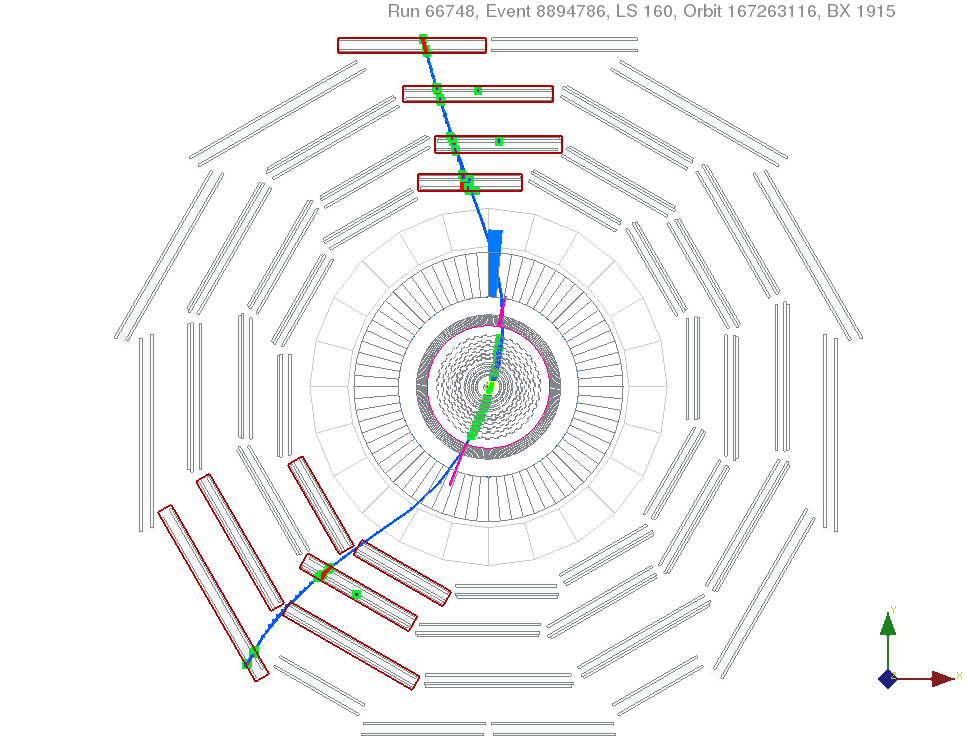 Run 66748, Event 8894786, LS 160, Orbit 167263116, BX 1915
Y
X
Z